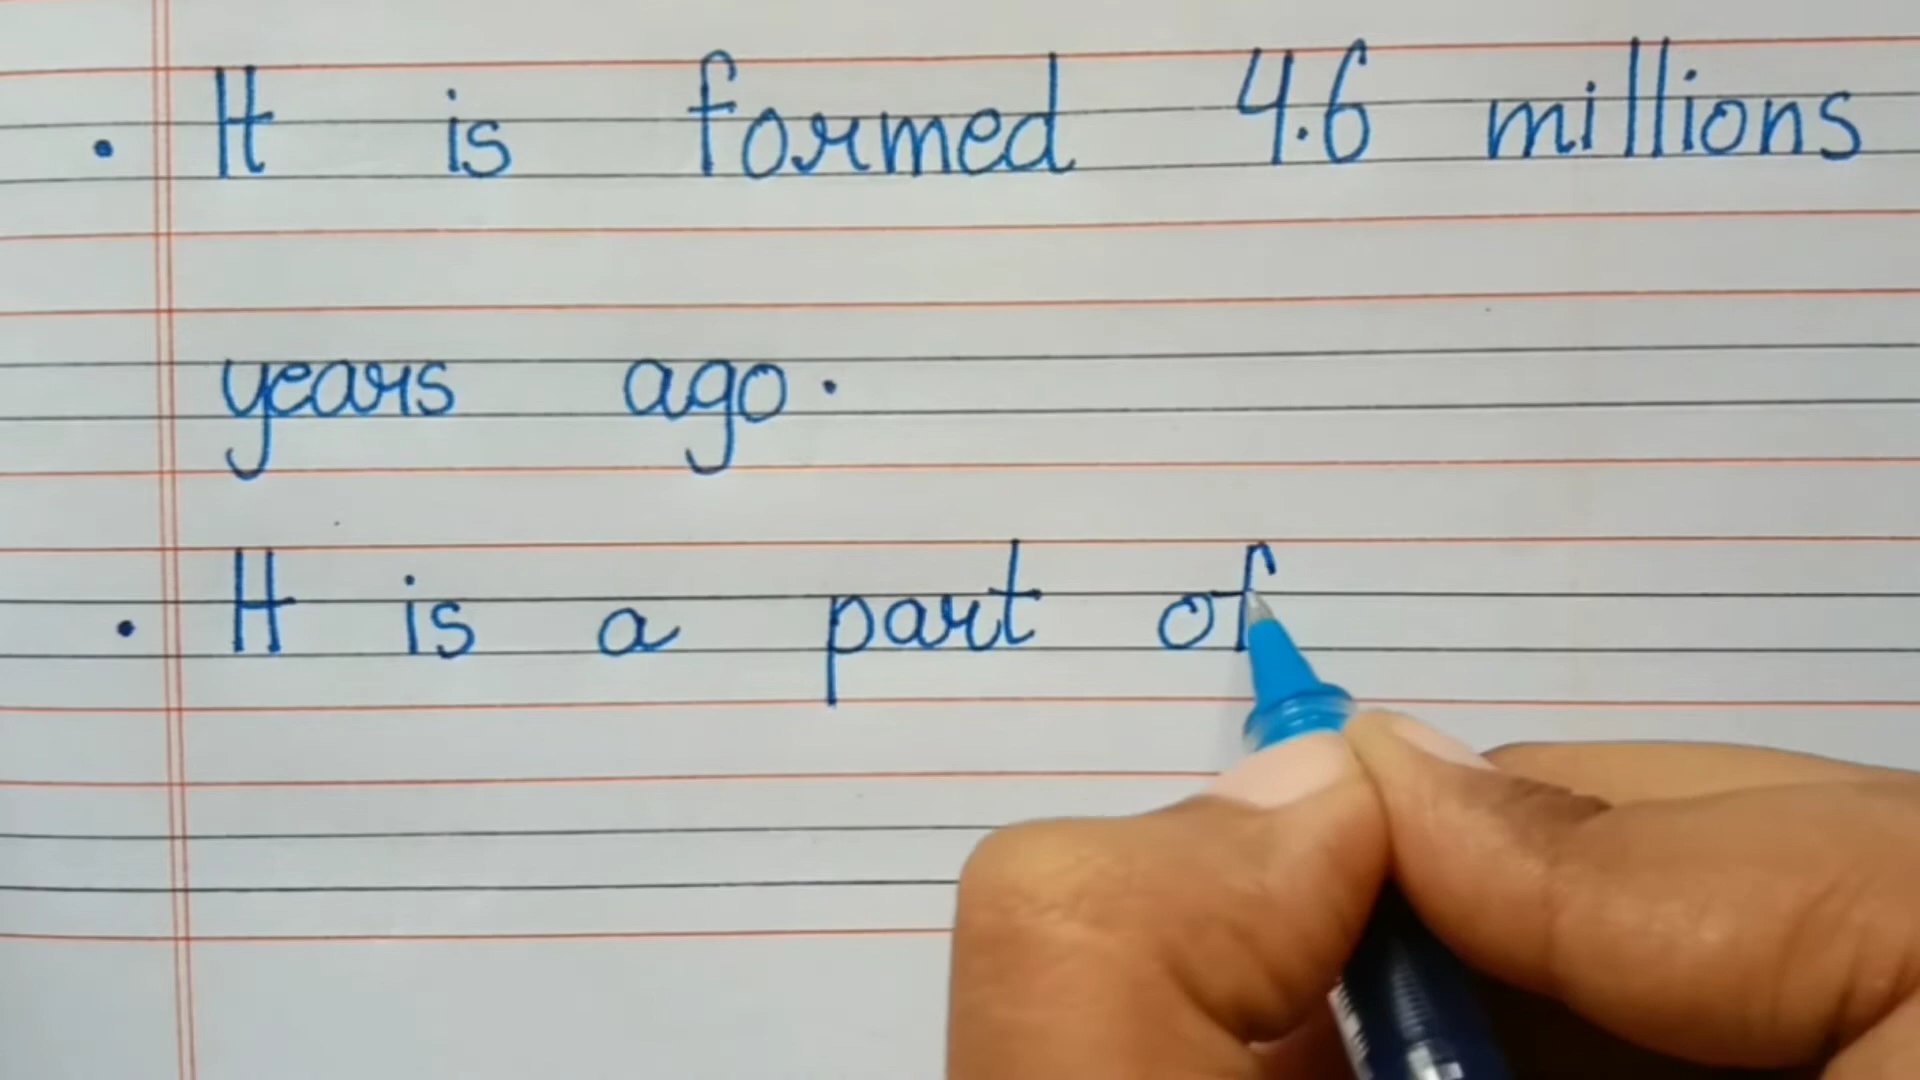 • It is formed 4.6 millions
years ago.
• It is a part of